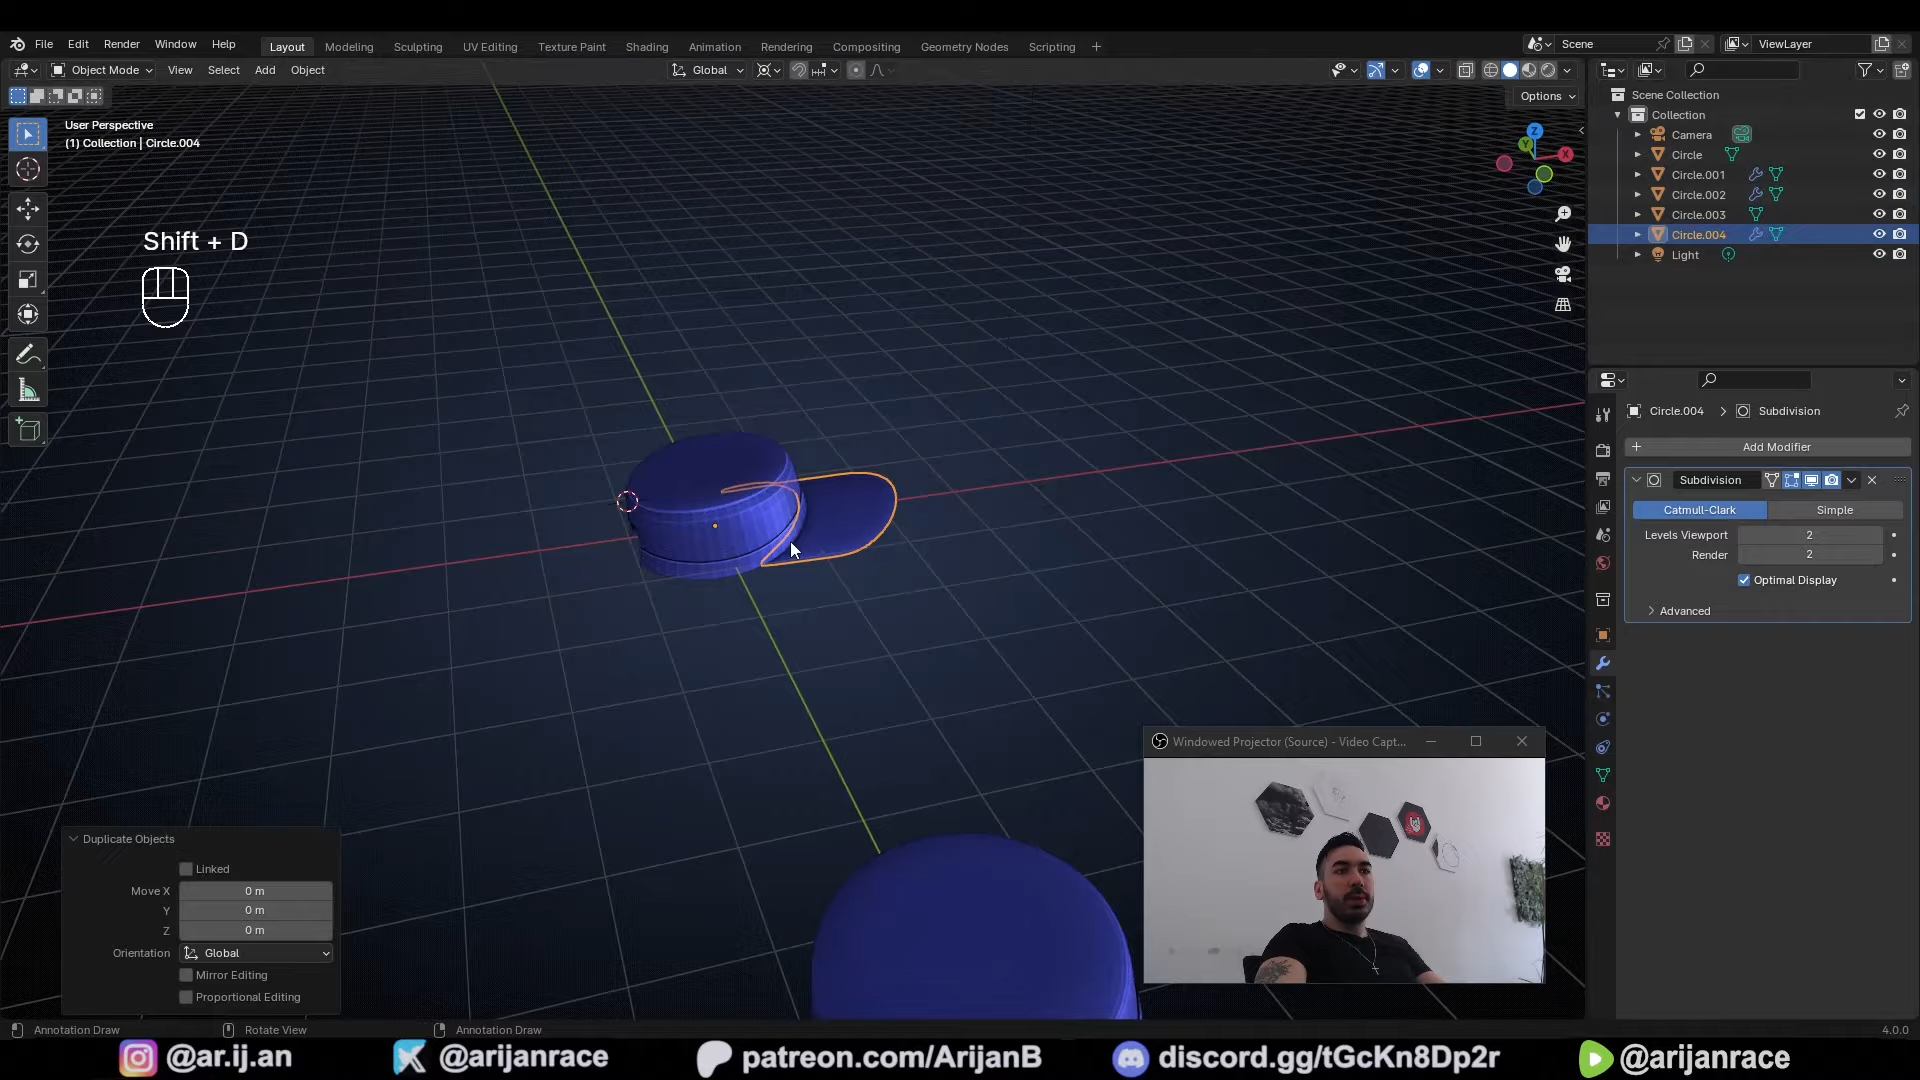 File Edit Render Window Help Layout Modeling Sculpting UV Editing Texture Paint Shading Animation Rendering Compositing Geometry Nodes Scripting + Scene ViewLayer
Object Mode View Select Add Object Global
Options
User Perspective
(1) Collection | Circle.004
Shift + D
Z
Y
X
Scene Collection
Collection
Camera
Circle
Circle.001
Circle.002
Circle.003
Circle.004
Light
Circle.004 > Subdivision
+ Add Modifier
Subdivision
Catmull-Clark Simple
Levels Viewport 2
Render 2
Optimal Display
Advanced
Windowed Projector (Source) - Video Capt...
Duplicate Objects
Linked
Move X 0 m
Y 0 m
Z 0 m
Orientation Global
Mirror Editing
Proportional Editing
Annotation Draw Rotate View Annotation Draw 4.0.0
@ar.ij.an @arijanrace patreon.com/ArijanB discord.gg/tGcKn8Dp2r @arijanrace